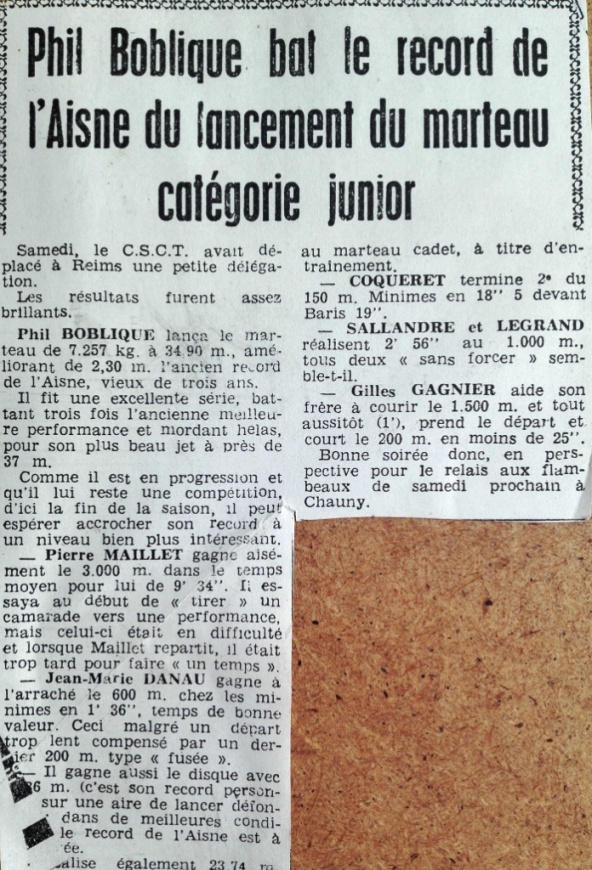 Phil Boblique bat le record de
l'Aisne du lancement du marteau
catégorie junior
Samedi, le C.S.C.T. avait dé-
placé à Reims une petite déléga-
tion.
Les résultats furent assez
brillants.
Phil BOBLIQUE lança le mar-
teau de 7.257 kg. à 34,90 m., amé-
liorant de 2,30 m. l'ancien record
de l'Aisne, vieux de trois ans.
Il fit une excellente série, bat-
tant trois fois l'ancienne meilleu-
re performance et mordant hélas,
pour son plus beau jet à près de
37 m.
Comme il est en progression et
qu'il lui reste une compétition,
d'ici la fin de la saison, il peut
espérer accrocher son record à
un niveau bien plus intéressant.
— Pierre MAILLET gagne aisé-
ment le 3.000 m. dans le temps
moyen pour lui de 9' 34''. Il es-
saya au début de « tirer » un
camarade vers une performance,
mais celui-ci était en difficulté
et lorsque Maillet repartit, il était
trop tard pour faire « un temps ».
— Jean-Marie DANAU gagne à
l'arraché le 600 m. chez les mi-
nimes en 1' 36'', temps de bonne
valeur. Ceci malgré un départ
trop lent compensé par un der-
nier 200 m. type « fusée ».
— Il gagne aussi le disque avec
36 m. (c'est son record person-
sur une aire de lancer défon-
dans de meilleures condi-
le record de l'Aisne est à
ée.
alise également 23,74 m.
au marteau cadet, à titre d'en-
traînement.
— COQUERET termine 2e du
150 m. Minimes en 18'' 5 devant
Baris 19''.
— SALLANDRE et LEGRAND
réalisent 2' 56'' au 1.000 m.,
tous deux « sans forcer » sem-
ble-t-il.
— Gilles GAGNIER aide son
frère à courir le 1.500 m. et tout
aussitôt (1'), prend le départ et
court le 200 m. en moins de 25''.
Bonne soirée donc, en pers-
pective pour le relais aux flam-
beaux de samedi prochain à
Chauny.